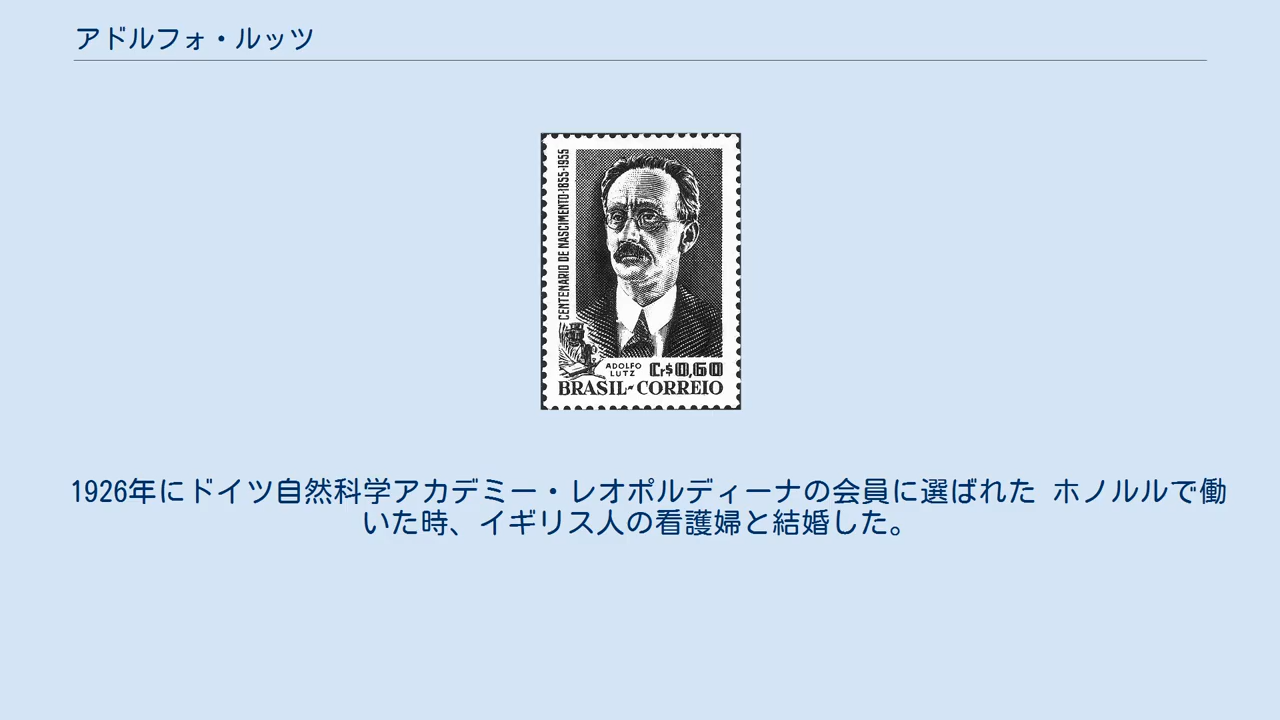 アドルフォ・ルッツ
CENTENARIO DE NASCIMENTO·1855·1955
ADOLFO
LUTZ
Cr$0,60
BRASIL-CORREIO
1926年にドイツ自然科学アカデミー・レオポルディーナの会員に選ばれた ホノルルで働
いた時、イギリス人の看護婦と結婚した。